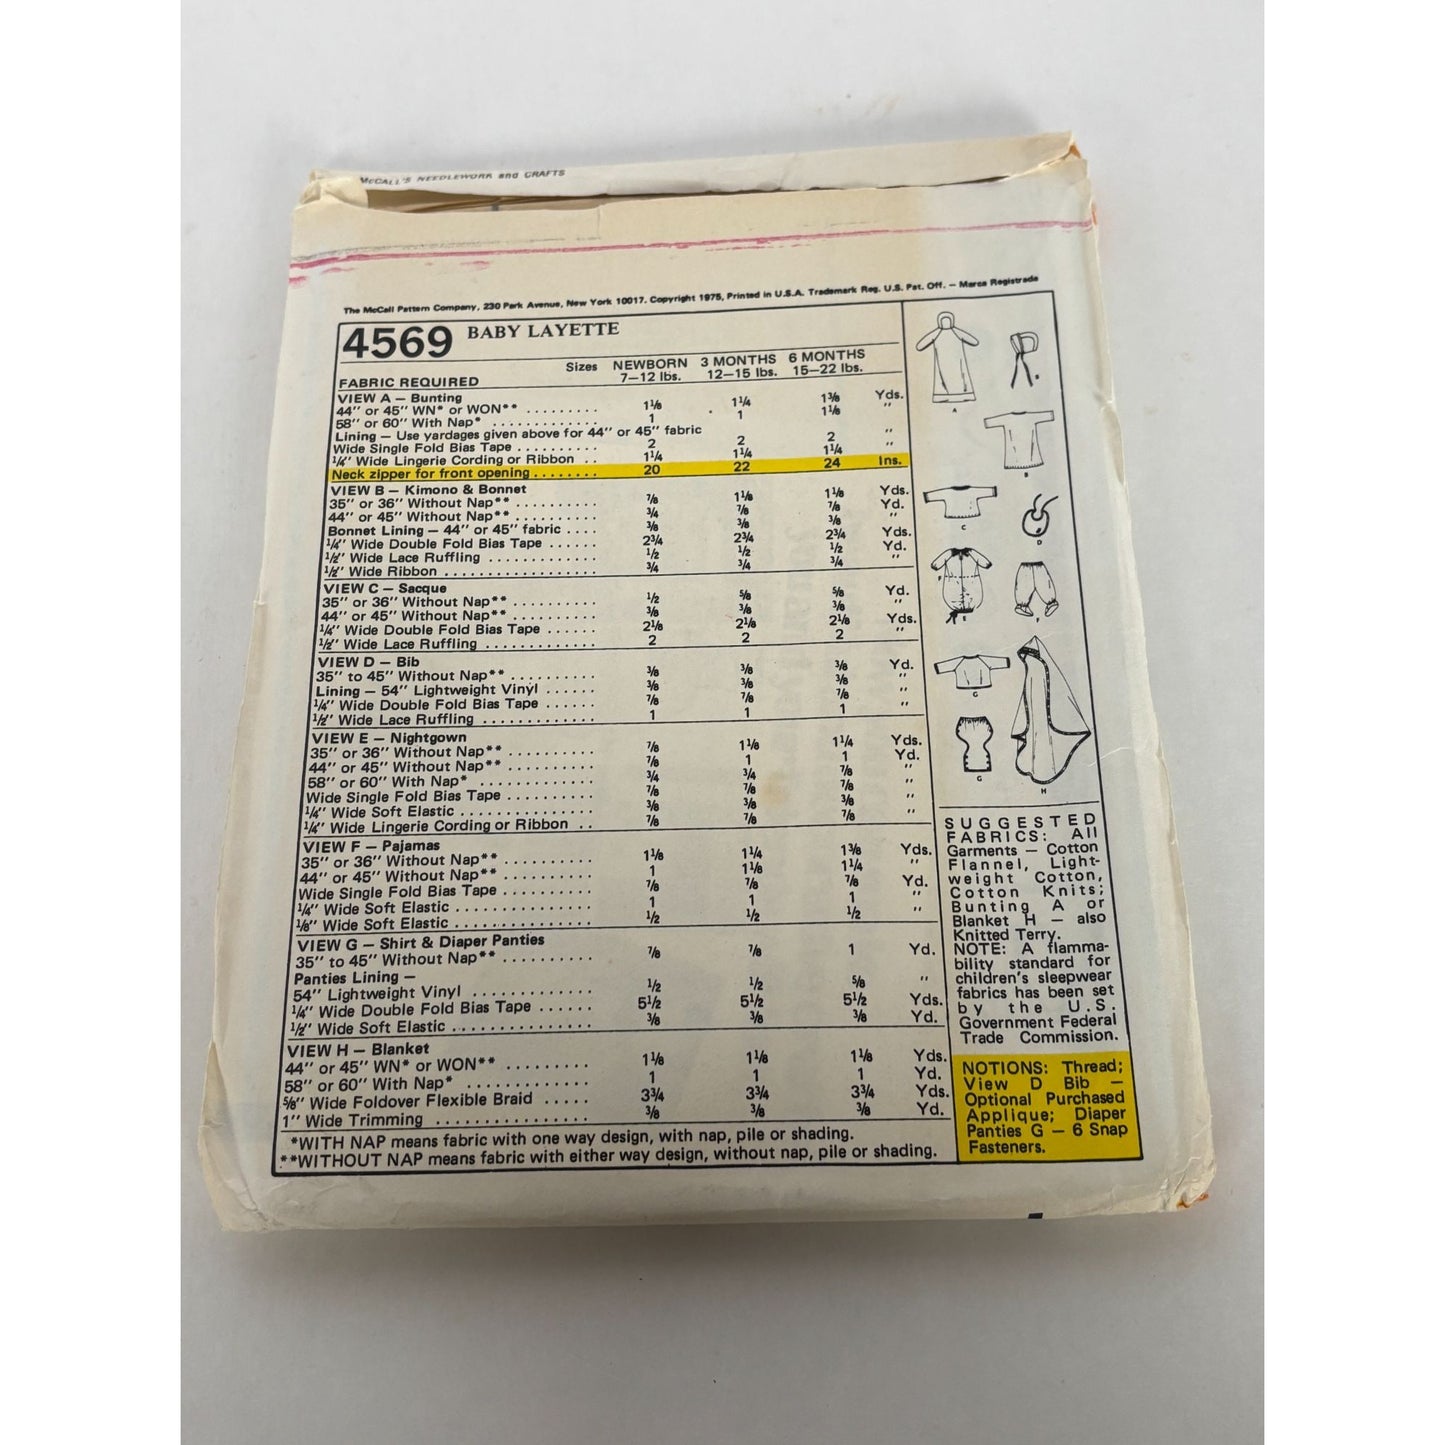 McCALL'S NEEDLEWORK and CRAFTS
The McCall Pattern Company, 230 Park Avenue, New York 10017. Copyright 1975, Printed in U.S.A. Trademark Reg. U.S. Pat. Off. — Marca Registrada
4569 BABY LAYETTE
Sizes NEWBORN 3 MONTHS 6 MONTHS
FABRIC REQUIRED 7—12 lbs. 12—15 lbs. 15—22 lbs.
VIEW A — Bunting
44" or 45" WN* or WON** ......... 1⅛ 1¼ 1⅜ Yds.
58" or 60" With Nap* ............. 1 1 1⅛ "
Lining — Use yardages given above for 44" or 45" fabric
Wide Single Fold Bias Tape .......... 2 2 2 "
¼" Wide Lingerie Cording or Ribbon .. 1¼ 1¼ 1¼ "
Neck zipper for front opening ........ 20 22 24 Ins.
VIEW B — Kimono & Bonnet
35" or 36" Without Nap** .......... ⅞ 1⅛ 1⅛ Yds.
44" or 45" Without Nap** .......... ¾ ⅞ ⅞ Yd.
Bonnet Lining — 44" or 45" fabric .... ⅜ ⅜ ⅜ "
¼" Wide Double Fold Bias Tape ...... 2¾ 2¾ 2¾ Yds.
½" Wide Lace Ruffling ............. ½ ½ ½ Yd.
½" Wide Ribbon ................... ¾ ¾ ¾ "
VIEW C — Sacque
35" or 36" Without Nap** .......... ½ ⅝ ⅝ Yd.
44" or 45" Without Nap** .......... ⅜ ⅜ ⅜ "
¼" Wide Double Fold Bias Tape ...... 2⅛ 2⅛ 2⅛ Yds.
½" Wide Lace Ruffling ............. 2 2 2 "
VIEW D — Bib
35" to 45" Without Nap** .......... ⅜ ⅜ ⅜ Yd.
Lining — 54" Lightweight Vinyl ...... ⅜ ⅜ ⅜ "
¼" Wide Double Fold Bias Tape ...... ⅞ ⅞ ⅞ "
½" Wide Lace Ruffling ............. 1 1 1 "
VIEW E — Nightgown
35" or 36" Without Nap** .......... ⅞ 1⅛ 1¼ Yds.
44" or 45" Without Nap** .......... ⅞ 1 1 Yd.
58" or 60" With Nap* ............. ¾ ¾ ⅞ "
Wide Single Fold Bias Tape .......... ⅞ ⅞ ⅞ "
¼" Wide Soft Elastic ............... ⅜ ⅜ ⅜ "
¼" Wide Lingerie Cording or Ribbon .. ⅞ ⅞ ⅞ "
VIEW F — Pajamas
35" or 36" Without Nap** .......... 1⅛ 1¼ 1⅜ Yds.
44" or 45" Without Nap** .......... 1 1⅛ 1¼ "
Wide Single Fold Bias Tape .......... ⅞ ⅞ ⅞ Yd.
¼" Wide Soft Elastic ............... 1 1 1 "
⅛" Wide Soft Elastic ............... ½ ½ ½ "
VIEW G — Shirt & Diaper Panties
35" to 45" Without Nap** .......... ⅞ ⅞ 1 Yd.
Panties Lining —
54" Lightweight Vinyl ............. ½ ½ ⅝ "
¼" Wide Double Fold Bias Tape ...... 5½ 5½ 5½ Yds.
½" Wide Soft Elastic ............... ⅜ ⅜ ⅜ Yd.
VIEW H — Blanket
44" or 45" WN* or WON** ......... 1⅛ 1⅛ 1⅛ Yds.
58" or 60" With Nap* ............. 1 1 1 Yd.
⅝" Wide Foldover Flexible Braid ..... 3¾ 3¾ 3¾ Yds.
1" Wide Trimming ................. ⅜ ⅜ ⅜ Yd.
*WITH NAP means fabric with one way design, with nap, pile or shading.
**WITHOUT NAP means fabric with either way design, without nap, pile or shading.
A
B
B
C
D
F
E
F
G
G
H
SUGGESTED
FABRICS: All
Garments — Cotton
Flannel, Light-
weight Cotton,
Cotton Knits;
Bunting A or
Blanket H — also
Knitted Terry.
NOTE: A flamma-
bility standard for
children's sleepwear
fabrics has been set
by the U.S.
Government Federal
Trade Commission.
NOTIONS: Thread;
View D Bib —
Optional Purchased
Applique; Diaper
Panties G — 6 Snap
Fasteners.